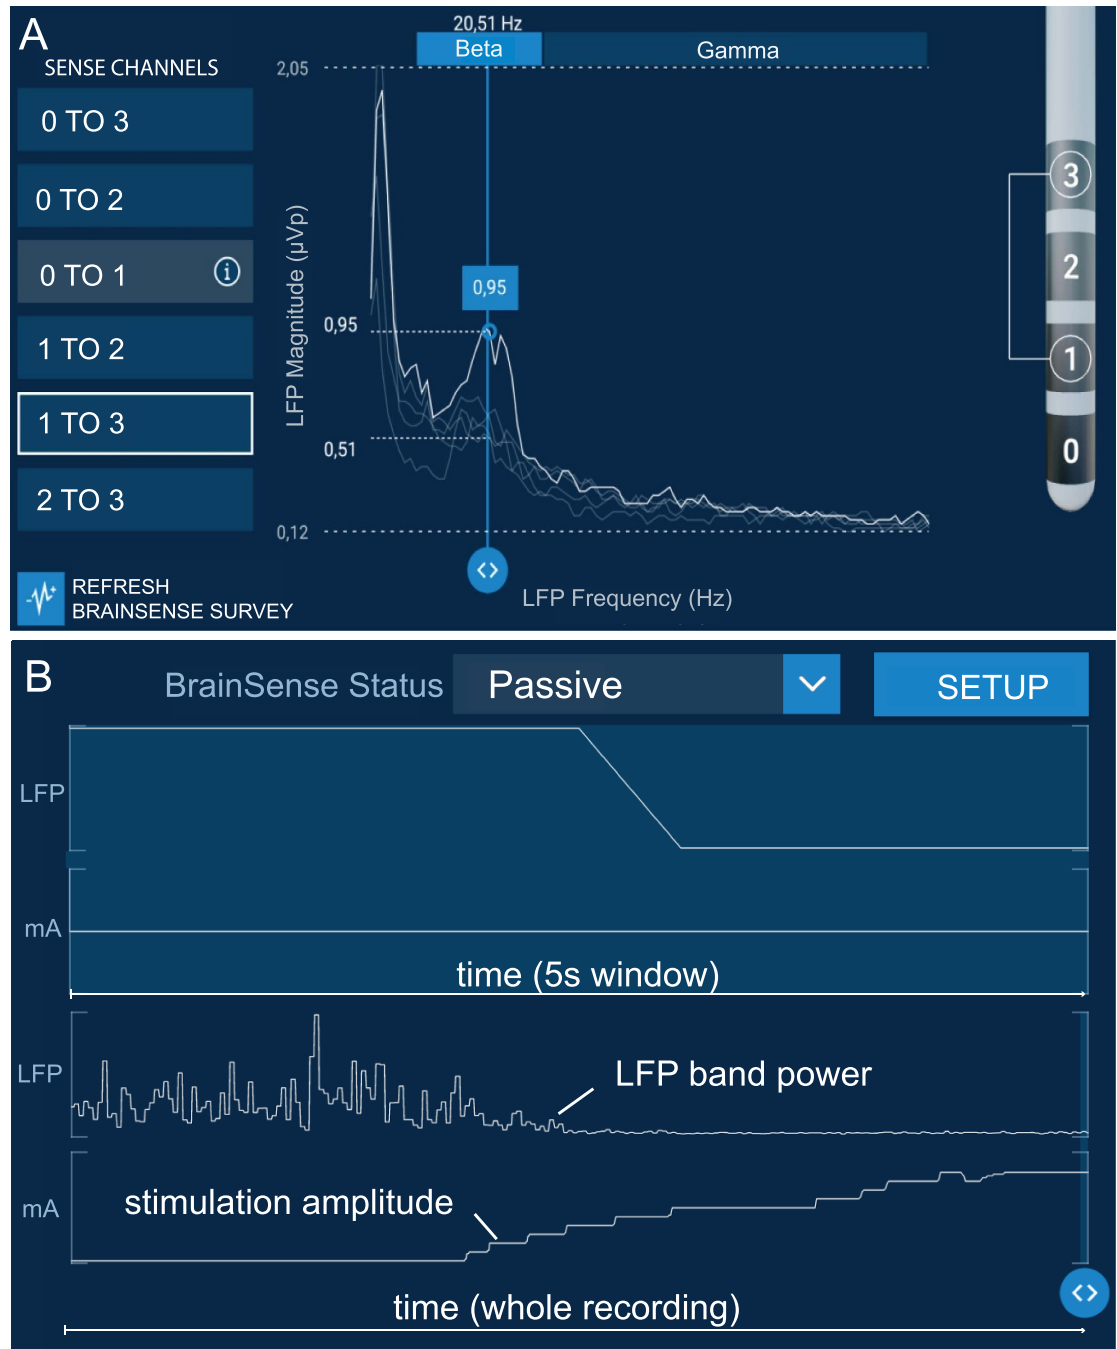 A
SENSE CHANNELS
0 TO 3
0 TO 2
0 TO 1
i
1 TO 2
1 TO 3
2 TO 3
REFRESH
BRAINSENSE SURVEY
20,51 Hz
Beta
Gamma
2,05
0,95
0,95
0,51
0,12
LFP Magnitude (µVp)
LFP Frequency (Hz)
3
2
1
0
B
BrainSense Status
Passive
SETUP
LFP
mA
time (5s window)
LFP
LFP band power
mA
stimulation amplitude
time (whole recording)